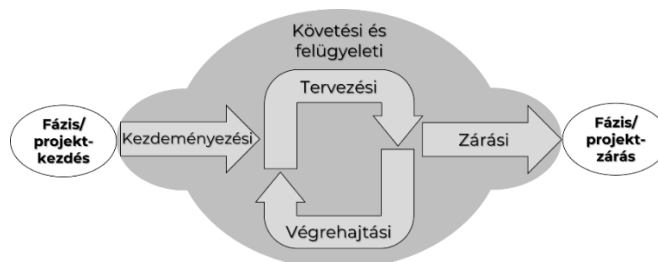 Követési és
felügyeleti
Tervezési
Fázis/
projekt-
kezdés
Kezdeményezési
Zárási
Fázis/
projekt-
zárás
Végrehajtási